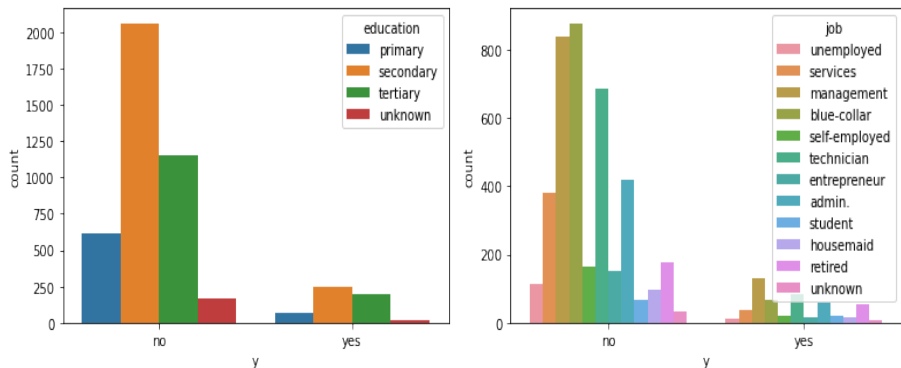 education
primary
secondary
tertiary
unknown
2000
1750
1500
1250
1000
750
500
250
0
count
no
yes
y
job
unemployed
services
management
blue-collar
self-employed
technician
entrepreneur
admin.
student
housemaid
retired
unknown
800
600
400
200
0
count
no
yes
y